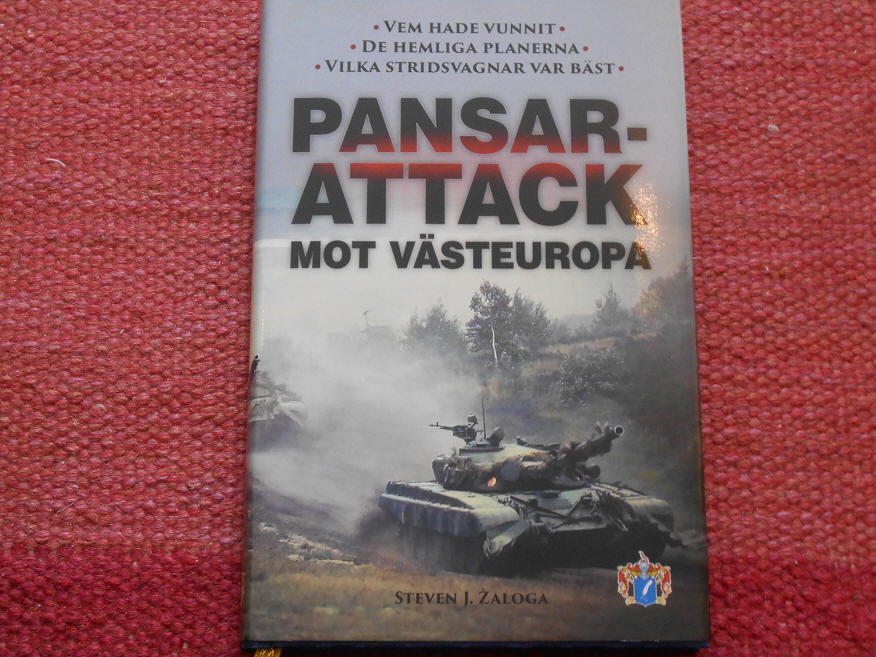 • VEM HADE VUNNIT •
• DE HEMLIGA PLANERNA •
• VILKA STRIDSVAGNAR VAR BÄST •
PANSAR-
ATTACK
MOT VÄSTEUROPA
STEVEN J. ZALOGA